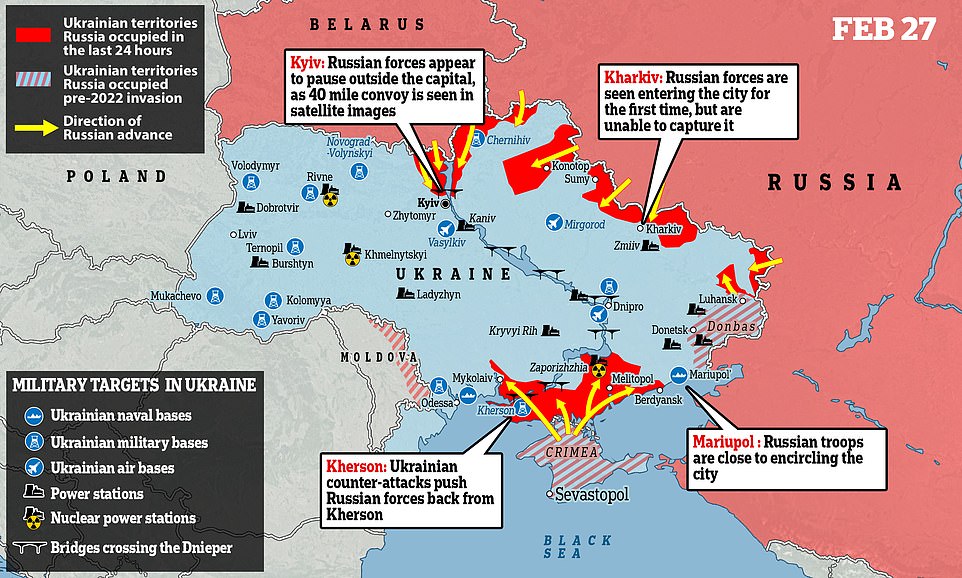 Ukrainian territories
Russia occupied in
the last 24 hours
Ukrainian territories
Russia occupied
pre-2022 invasion
Direction of
Russian advance
BELARUS
FEB 27
Kyiv: Russian forces appear
to pause outside the capital,
as 40 mile convoy is seen in
satellite images
Kharkiv: Russian forces are
seen entering the city for
the first time, but are
unable to capture it
POLAND
RUSSIA
Novograd
-Volynskyi
Chernihiv
Volodymyr
Rivne
Konotop
Sumy
Dobrotvir
Kyiv
Zhytomyr
Kaniv
Mirgorod
Kharkiv
Lviv
Vasylkiv
Zmiiv
Ternopil
Burshtyn
Khmelnytskyi
UKRAINE
Mukachevo
Kolomyya
Ladyzhyn
Luhansk
Yavoriv
Dnipro
Kryvyi Rih
Donetsk
Donbas
MOLDOVA
Zaporizhzhia
Mykolaiv
Melitopol
Mariupol'
Odessa
Kherson
Berdyansk
MILITARY TARGETS IN UKRAINE
Ukrainian naval bases
Ukrainian military bases
Ukrainian air bases
Power stations
Nuclear power stations
Bridges crossing the Dnieper
Kherson: Ukrainian
counter-attacks push
Russian forces back from
Kherson
CRIMEA
Sevastopol
Mariupol : Russian troops
are close to encircling the
city
BLACK
SEA